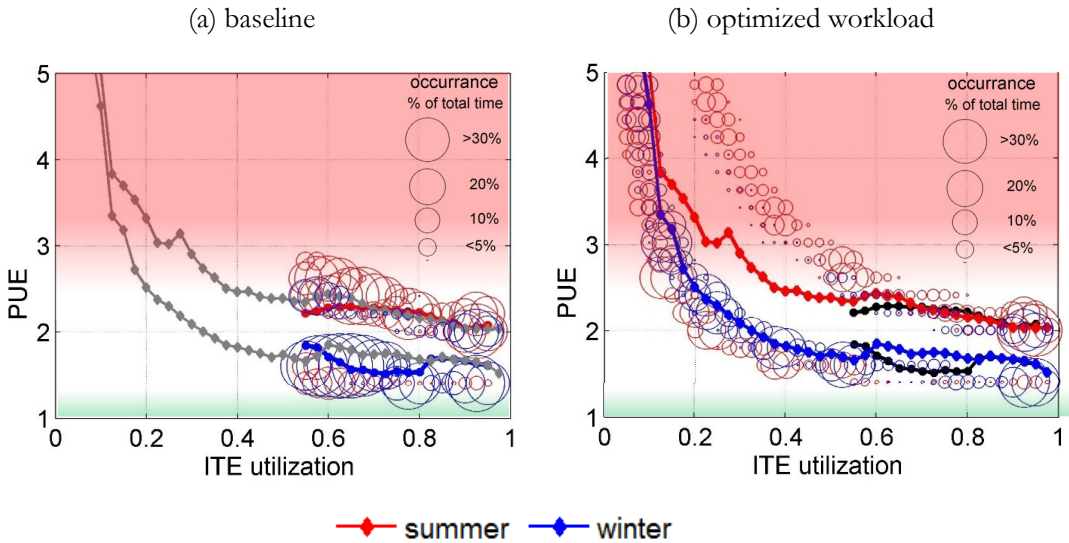 (a) baseline
(b) optimized workload
5
4
3
2
1
PUE
0
0.2
0.4
0.6
0.8
1
ITE utilization
occurrance
% of total time
>30%
20%
10%
<5%
5
4
3
2
1
PUE
0
0.2
0.4
0.6
0.8
1
ITE utilization
occurrance
% of total time
>30%
20%
10%
<5%
summer winter